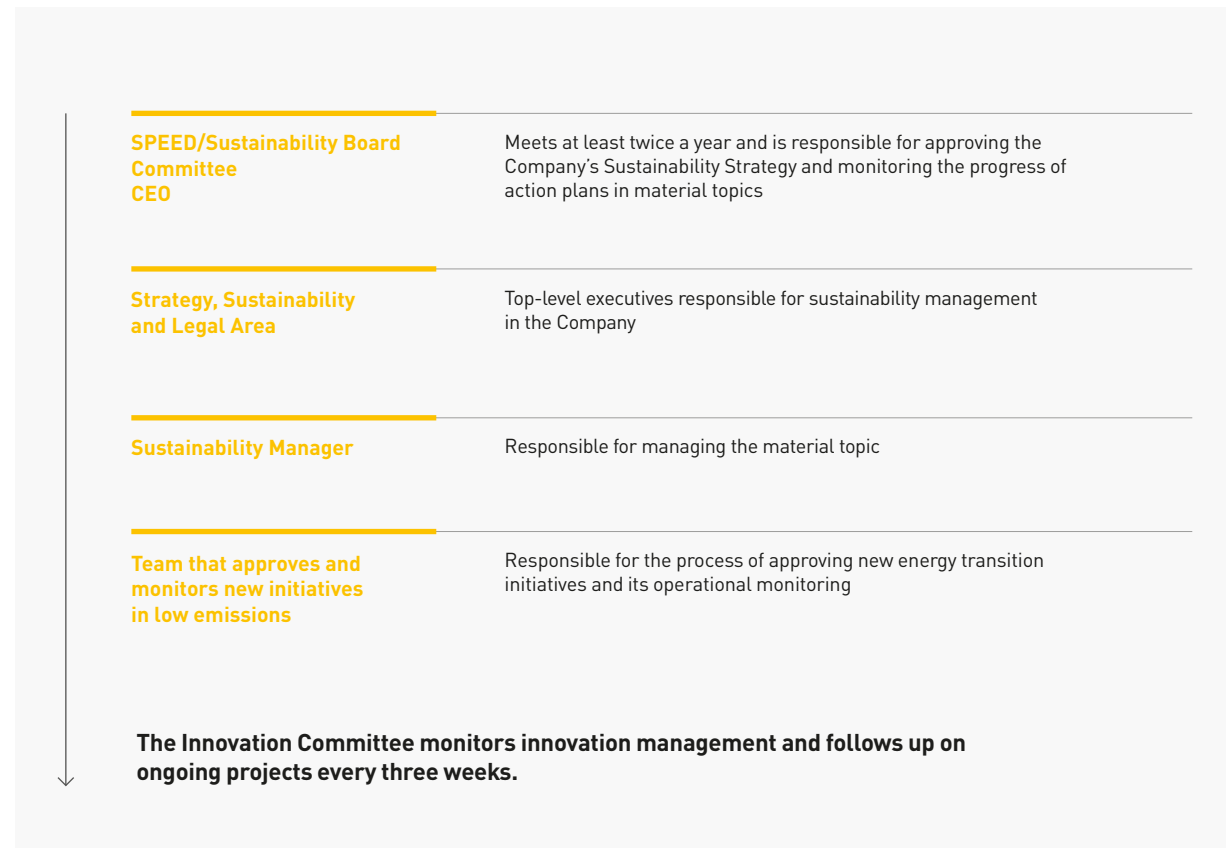 SPEED/Sustainability Board
Committee
CEO
Meets at least twice a year and is responsible for approving the
Company’s Sustainability Strategy and monitoring the progress of
action plans in material topics
Strategy, Sustainability
and Legal Area
Top-level executives responsible for sustainability management
in the Company
Sustainability Manager
Responsible for managing the material topic
Team that approves and
monitors new initiatives
in low emissions
Responsible for the process of approving new energy transition
initiatives and its operational monitoring
The Innovation Committee monitors innovation management and follows up on
ongoing projects every three weeks.